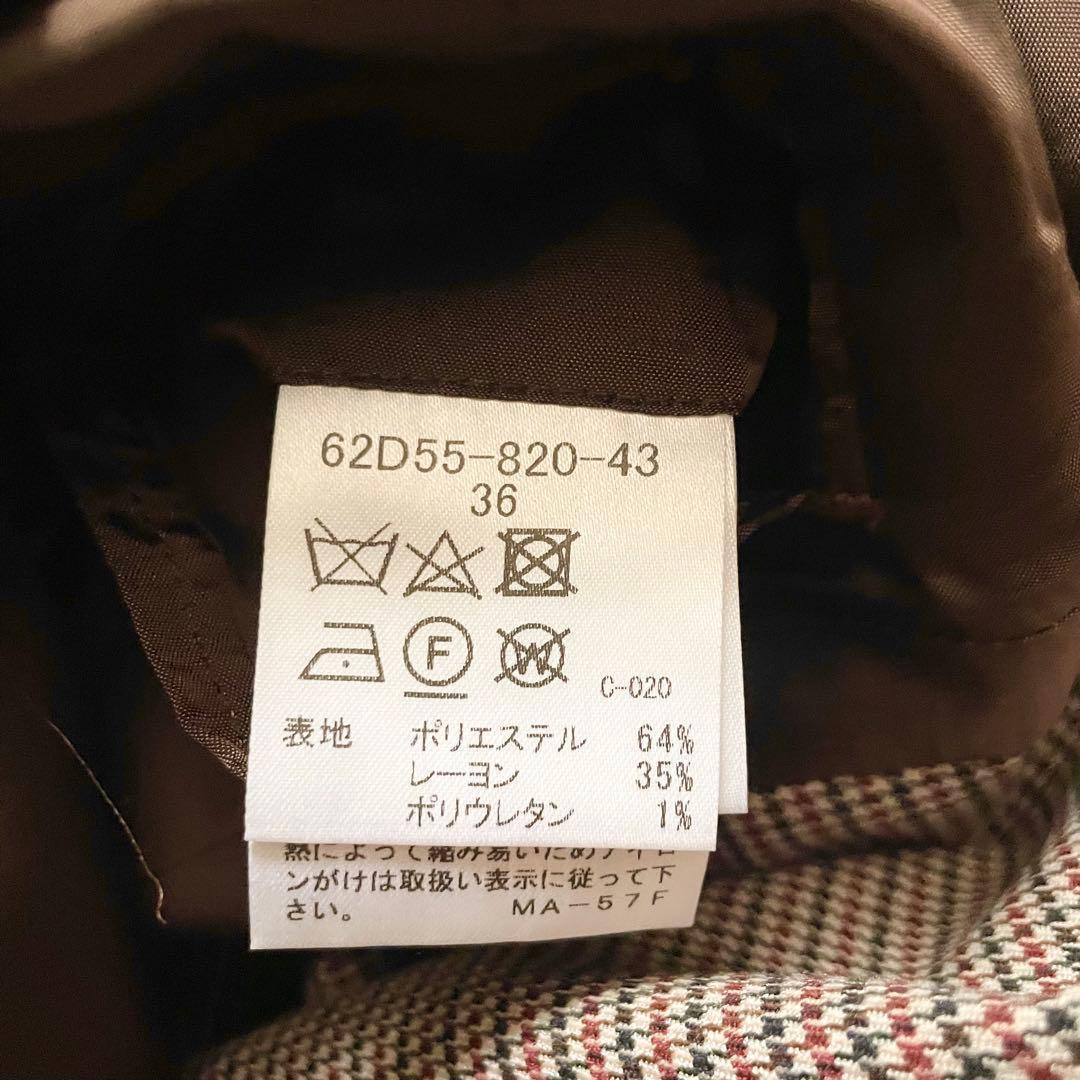 62D55-820-43
36
F
W
C-020
表地 ポリエステル 64%
レーヨン 35%
ポリウレタン 1%
熱によって縮み易いためアイロ
ンがけは取扱い表示に従って下
さい。 MA-57F